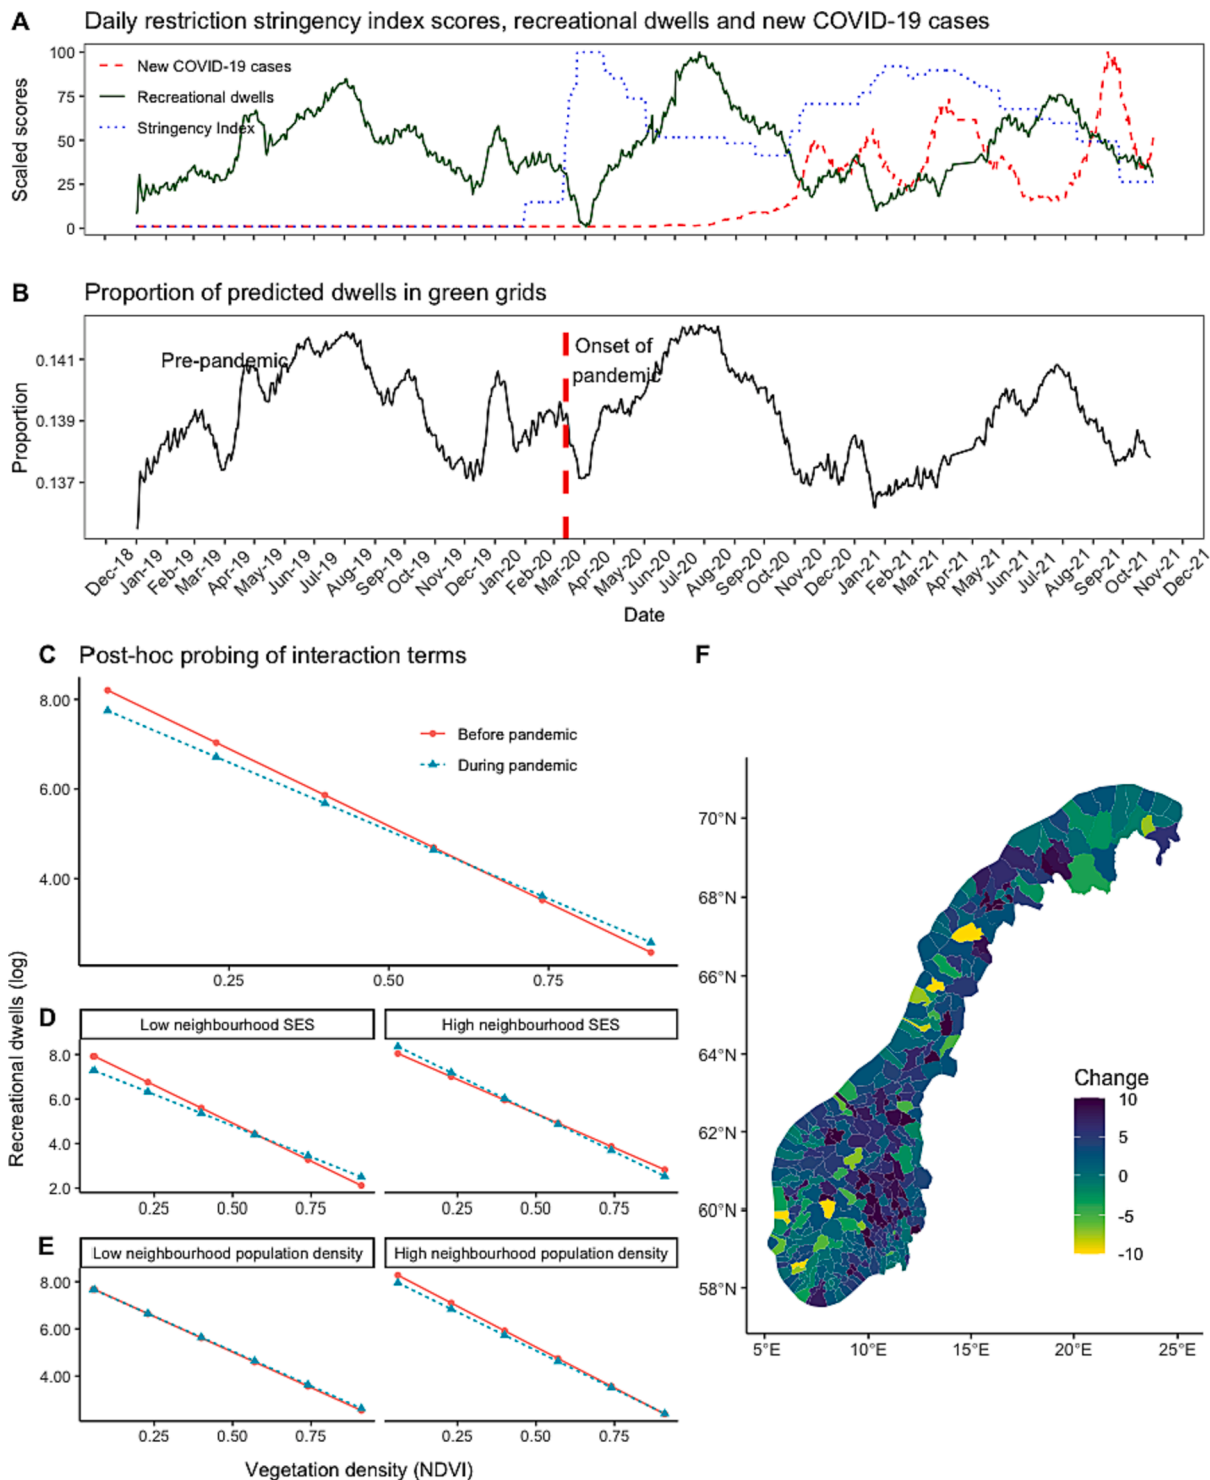 A Daily restriction stringency index scores, recreational dwells and new COVID-19 cases
Scaled scores
100
75
50
25
0
New COVID-19 cases
Recreational dwells
Stringency Index
B Proportion of predicted dwells in green grids
Proportion
0.141
0.139
0.137
Pre-pandemic
Onset of
pandemic
Dec-18 Jan-19 Feb-19 Mar-19 Apr-19 May-19 Jun-19 Jul-19 Aug-19 Sep-19 Oct-19 Nov-19 Dec-19 Jan-20 Feb-20 Mar-20 Apr-20 May-20 Jun-20 Jul-20 Aug-20 Sep-20 Oct-20 Nov-20 Dec-20 Jan-21 Feb-21 Mar-21 Apr-21 May-21 Jun-21 Jul-21 Aug-21 Sep-21 Oct-21 Nov-21 Dec-21
Date
C Post-hoc probing of interaction terms
Recreational dwells (log)
8.00
6.00
4.00
Before pandemic
During pandemic
0.25 0.50 0.75
D
Low neighbourhood SES High neighbourhood SES
8.0
6.0
4.0
2.0
0.25 0.50 0.75 0.25 0.50 0.75
E
Low neighbourhood population density High neighbourhood population density
8.00
6.00
4.00
0.25 0.50 0.75 0.25 0.50 0.75
Vegetation density (NDVI)
F
70°N
68°N
66°N
64°N
62°N
60°N
58°N
Change
10
5
0
-5
-10
5°E 10°E 15°E 20°E 25°E